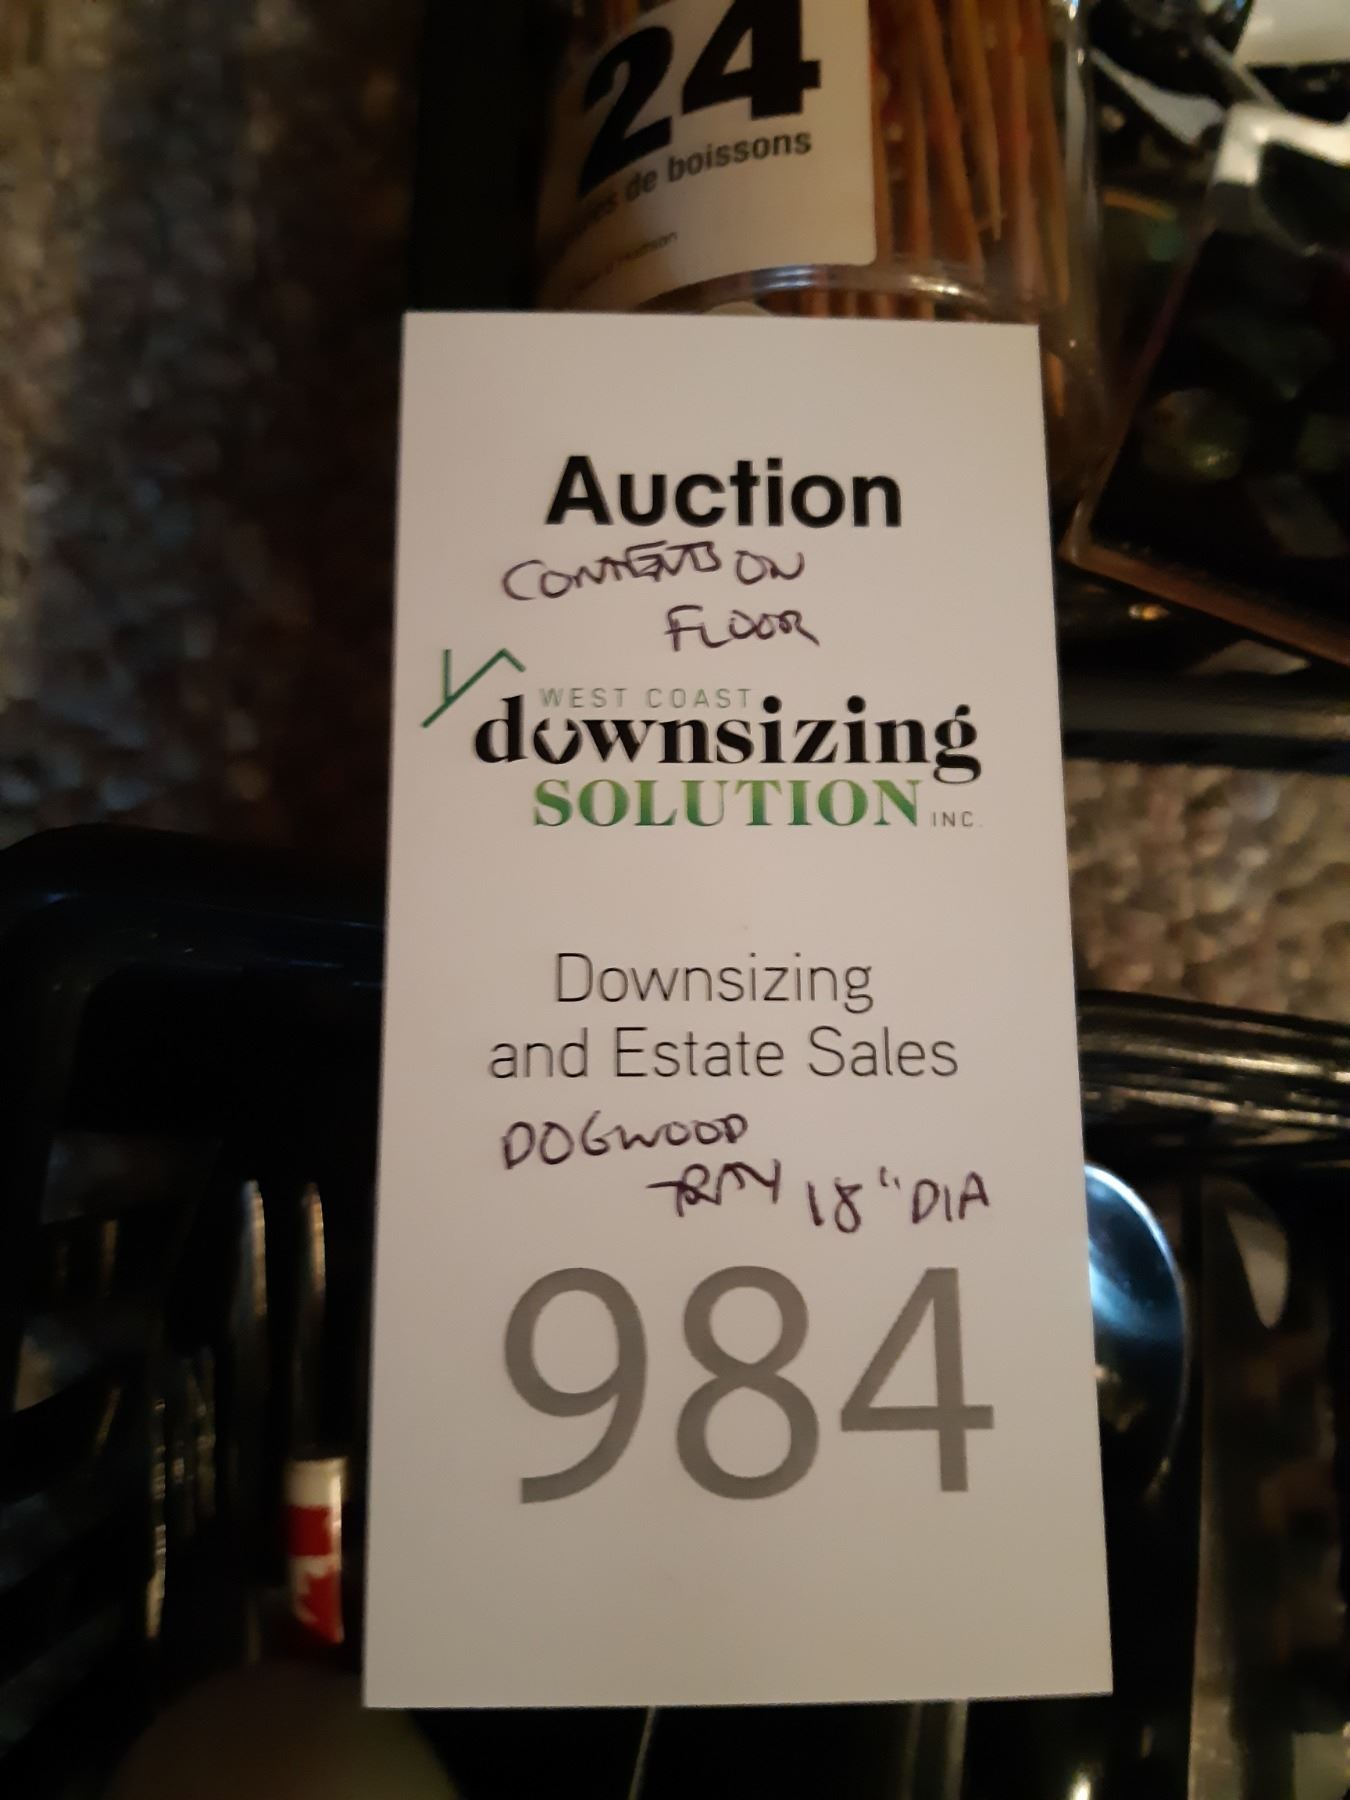 24
de boissons
Auction
CONTENTS ON
FLOOR
WEST COAST
downsizing
SOLUTION INC.
Downsizing
and Estate Sales
DOGWOOD
TRAY 18" DIA
984